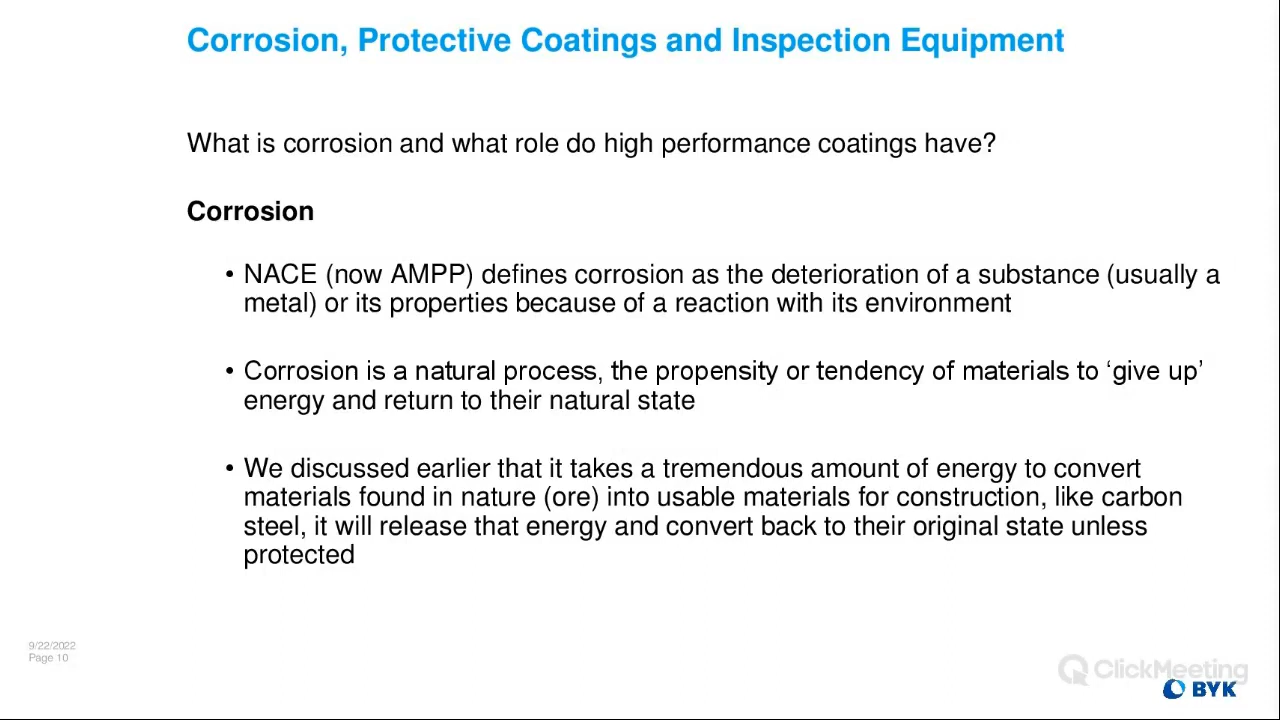 Corrosion, Protective Coatings and Inspection Equipment
What is corrosion and what role do high performance coatings have?
Corrosion
• NACE (now AMPP) defines corrosion as the deterioration of a substance (usually a
metal) or its properties because of a reaction with its environment
• Corrosion is a natural process, the propensity or tendency of materials to ‘give up’
energy and return to their natural state
• We discussed earlier that it takes a tremendous amount of energy to convert
materials found in nature (ore) into usable materials for construction, like carbon
steel, it will release that energy and convert back to their original state unless
protected
9/22/2022
Page 10
ClickMeeting
BYK